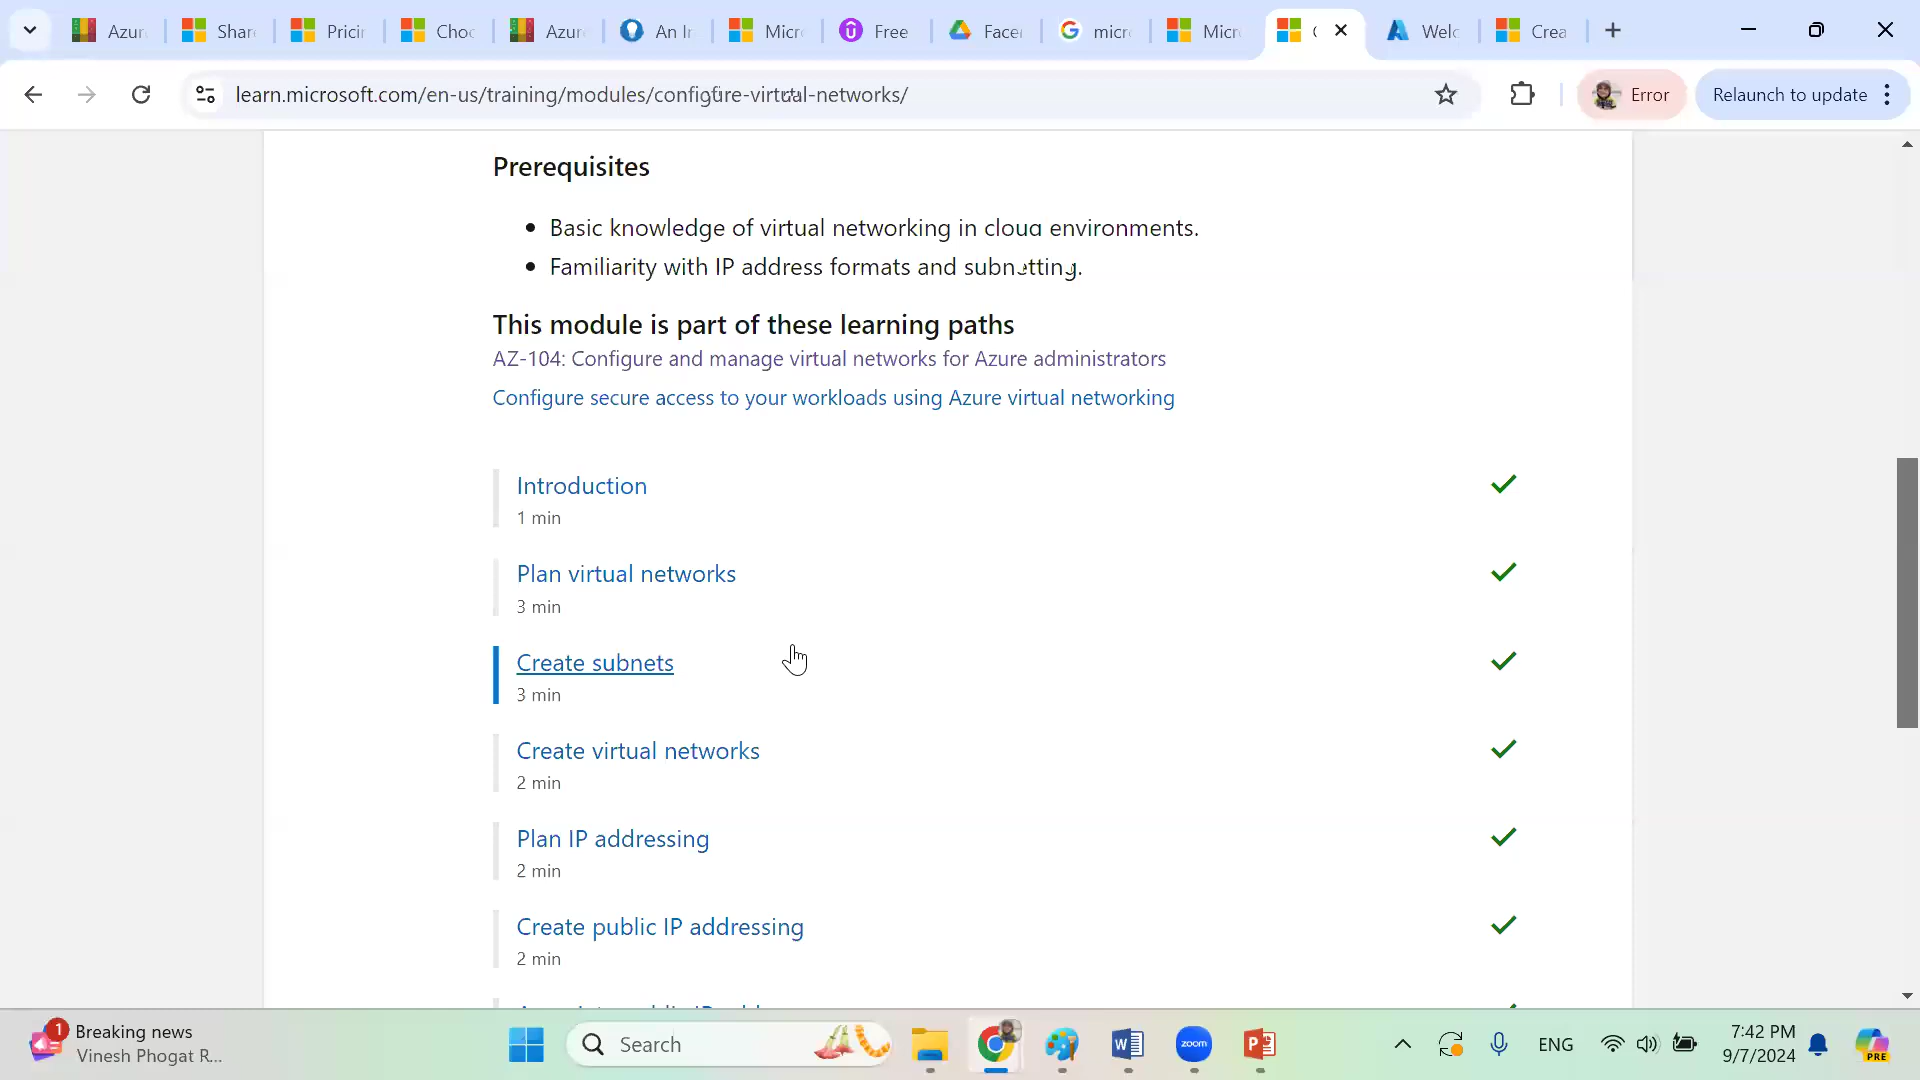 Azur
Shar
Pricin
Choc
Azur
An In
Micr
Free
Face
micr
Micr
Welc
Crea
learn.microsoft.com/en-us/training/modules/configure-virtual-networks/
Error
Relaunch to update
Prerequisites
Basic knowledge of virtual networking in cloud environments.
Familiarity with IP address formats and subnetting.
This module is part of these learning paths
AZ-104: Configure and manage virtual networks for Azure administrators
Configure secure access to your workloads using Azure virtual networking
Introduction
1 min
Plan virtual networks
3 min
Create subnets
3 min
Create virtual networks
2 min
Plan IP addressing
2 min
Create public IP addressing
2 min
1
Breaking news
Vinesh Phogat R...
Search
zoom
ENG
7:42 PM
9/7/2024
PRE